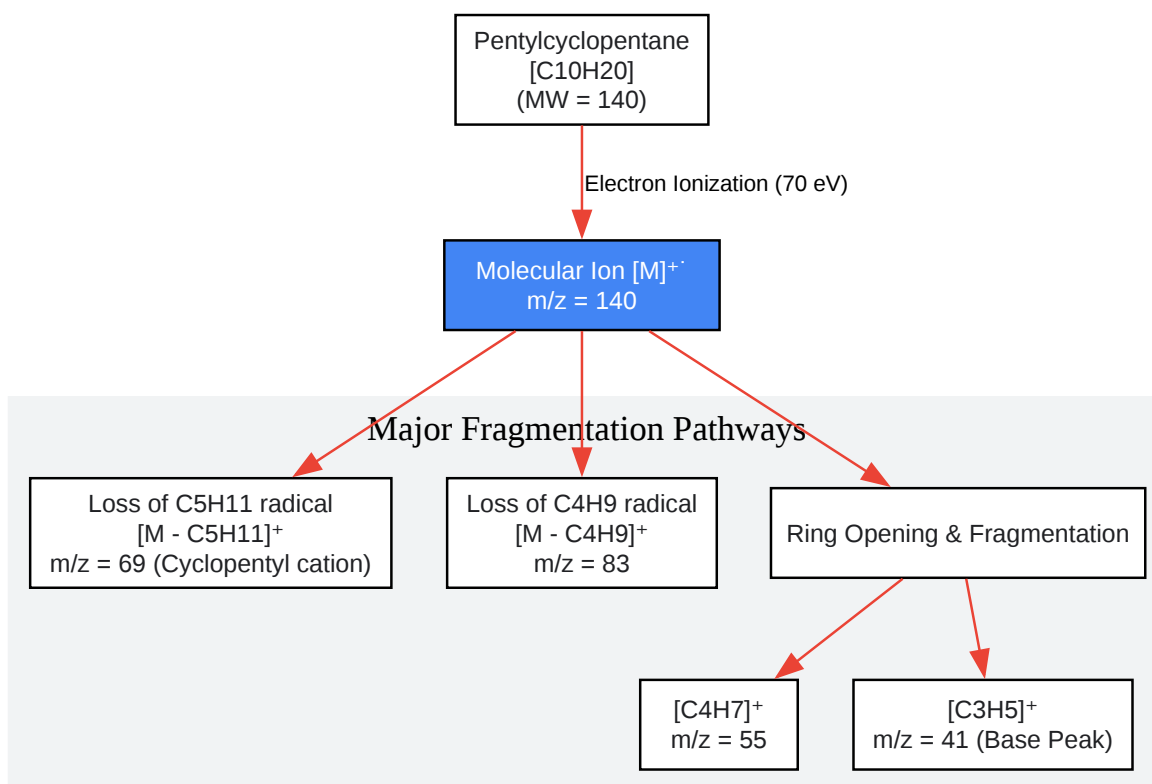 Pentylcyclopentane
[C10H20]
(MW = 140)
Electron Ionization (70 eV)
Molecular Ion [M]⁺˙
m/z = 140
Major Fragmentation Pathways
Loss of C5H11 radical
[M - C5H11]⁺
m/z = 69 (Cyclopentyl cation)
Loss of C4H9 radical
[M - C4H9]⁺
m/z = 83
Ring Opening & Fragmentation
[C4H7]⁺
m/z = 55
[C3H5]⁺
m/z = 41 (Base Peak)